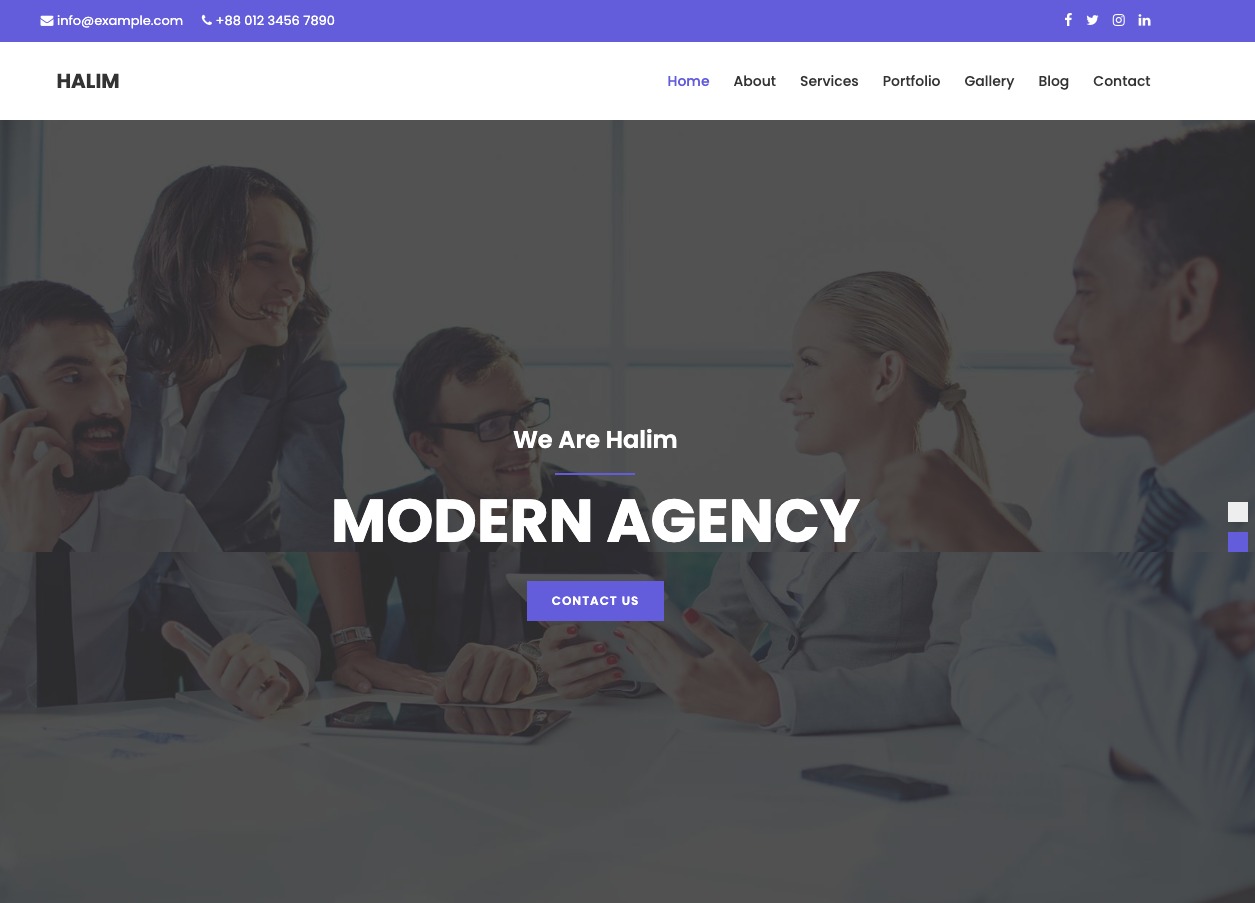 info@example.com
+88 012 3456 7890
HALIM
Home About Services Portfolio Gallery Blog Contact
We Are Halim
MODERN AGENCY
CONTACT US